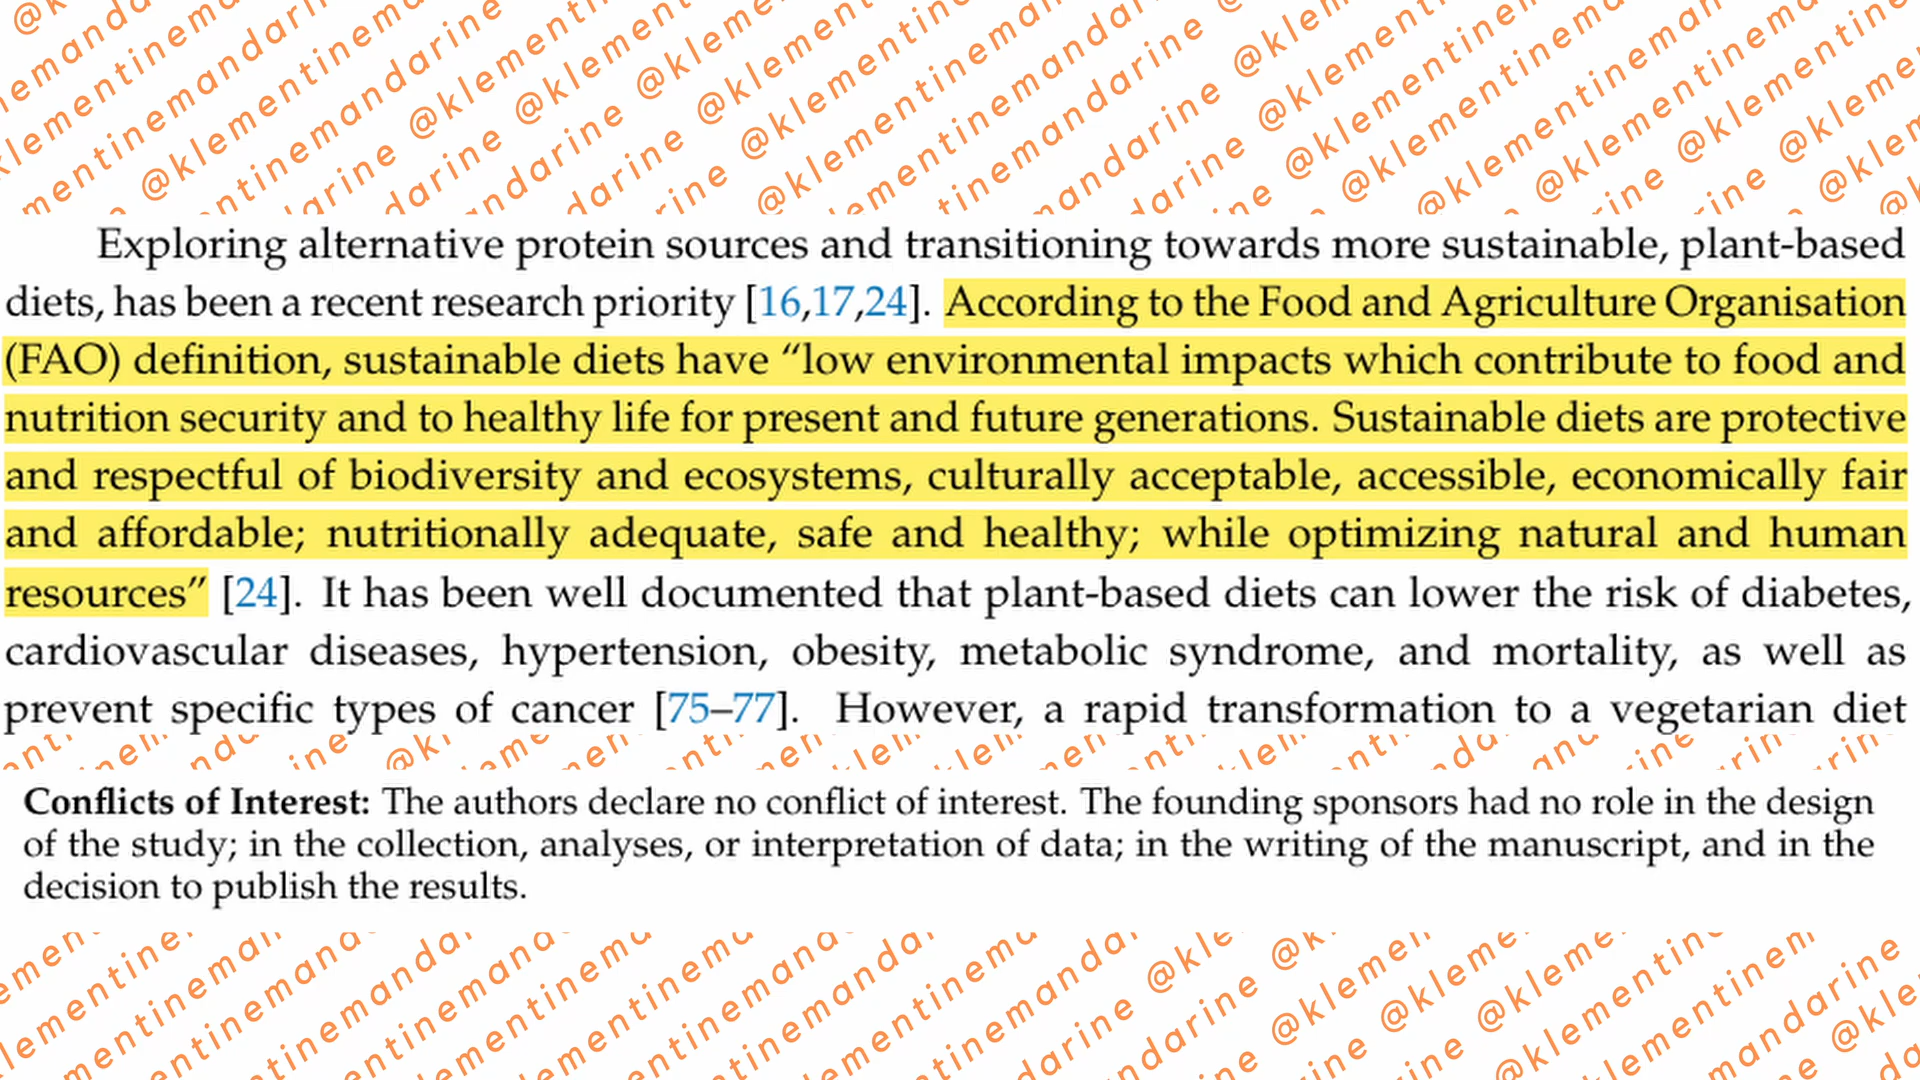 Exploring alternative protein sources and transitioning towards more sustainable, plant-based
diets, has been a recent research priority [16,17,24]. According to the Food and Agriculture Organisation
(FAO) definition, sustainable diets have “low environmental impacts which contribute to food and
nutrition security and to healthy life for present and future generations. Sustainable diets are protective
and respectful of biodiversity and ecosystems, culturally acceptable, accessible, economically fair
and affordable; nutritionally adequate, safe and healthy; while optimizing natural and human
resources” [24]. It has been well documented that plant-based diets can lower the risk of diabetes,
cardiovascular diseases, hypertension, obesity, metabolic syndrome, and mortality, as well as
prevent specific types of cancer [75–77]. However, a rapid transformation to a vegetarian diet
Conflicts of Interest: The authors declare no conflict of interest. The founding sponsors had no role in the design
of the study; in the collection, analyses, or interpretation of data; in the writing of the manuscript, and in the
decision to publish the results.
@klementinemandarine